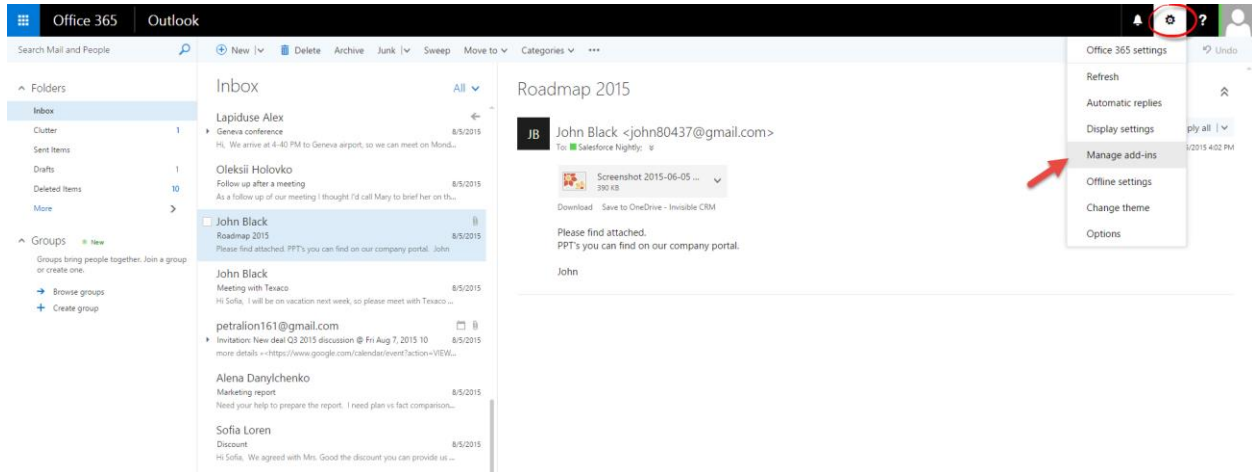 Office 365 Outlook ?
Search Mail and People
New Delete Archive Junk Sweep Move to Categories ••• Undo
Folders
Inbox
Clutter 1
Sent Items
Drafts 1
Deleted Items 10
More
Groups New
Groups bring people together. Join a group
or create one.
Browse groups
Create group
Inbox All
Lapiduse Alex
Geneva conference 8/5/2015
Hi, We arrive at 4-40 PM to Geneva airport, so we can meet on Mond...
Oleksii Holovko
Follow up after a meeting 8/5/2015
As a follow up of our meeting I thought I'd call Mary to brief her on th...
John Black
Roadmap 2015 8/5/2015
Please find attached. PPT's you can find on our company portal. John
John Black
Meeting with Texaco 8/5/2015
Hi Sofia, I will be on vacation next week, so please meet with Texaco ...
petralion161@gmail.com
Invitation: New deal Q3 2015 discussion @ Fri Aug 7, 2015 10 8/5/2015
more details »<https://www.google.com/calendar/event?action=VIEW...
Alena Danylchenko
Marketing report 8/5/2015
Need your help to prepare the report. I need plan vs fact comparison...
Sofia Loren
Discount 8/5/2015
Hi Sofia, We agreed with Mrs. Good the discount you can provide us ...
Roadmap 2015
JB
John Black <john80437@gmail.com>
To: Salesforce Nightly;
ply all
/2015 4:02 PM
Screenshot 2015-06-05 ...
390 KB
Download Save to OneDrive - Invisible CRM
Please find attached.
PPT's you can find on our company portal.
John
Office 365 settings
Refresh
Automatic replies
Display settings
Manage add-ins
Offline settings
Change theme
Options